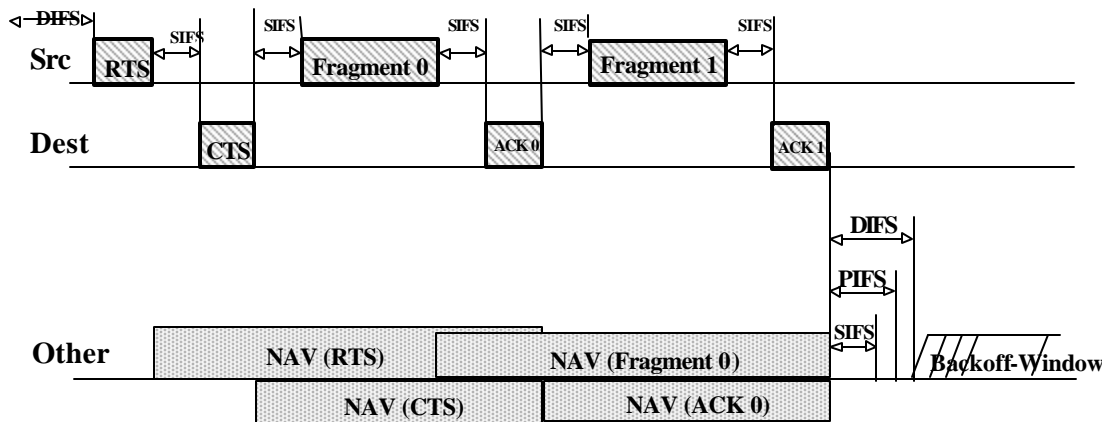 DIFS
SIFS
SIFS
SIFS
SIFS
SIFS
SIFS
Src
RTS
Fragment 0
Fragment 1
Dest
CTS
ACK 0
ACK 1
DIFS
PIFS
SIFS
Other
NAV (RTS)
NAV (Fragment 0)
Backoff-Window
NAV (CTS)
NAV (ACK 0)